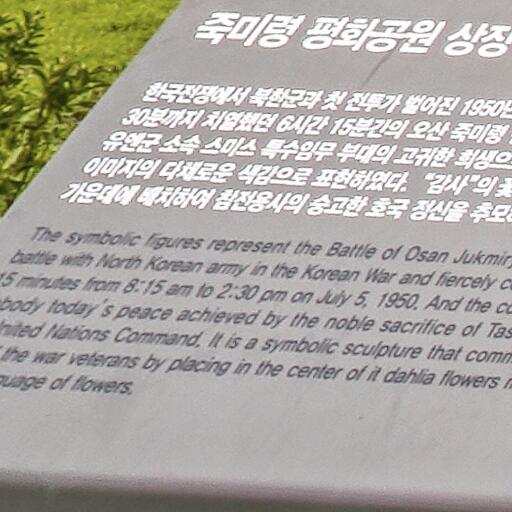 죽미령 평화공원 상징
한국전쟁에서 북한군과 첫 전투가 벌어진 1950년
30분까지 치열했던 6시간 15분간의 오산 죽미령
유엔군 소속 스미스 특수임무 부대의 고귀한 희생으
이미지의 다채로운 색감으로 표현하였다. "감사"의 꽃
가운데에 배치하여 참전용사의 숭고한 호국 정신을 추모
The symbolic figures represent the Battle of Osan Jukmiry
battle with North Korean army in the Korean War and fiercely c
15 minutes from 8:15 am to 2:30 pm on July 5, 1950. And the co
body today's peace achieved by the noble sacrifice of Tas
nited Nations Command. It is a symbolic sculpture that comm
the war veterans by placing in the center of it dahlia flowers
guage of flowers.